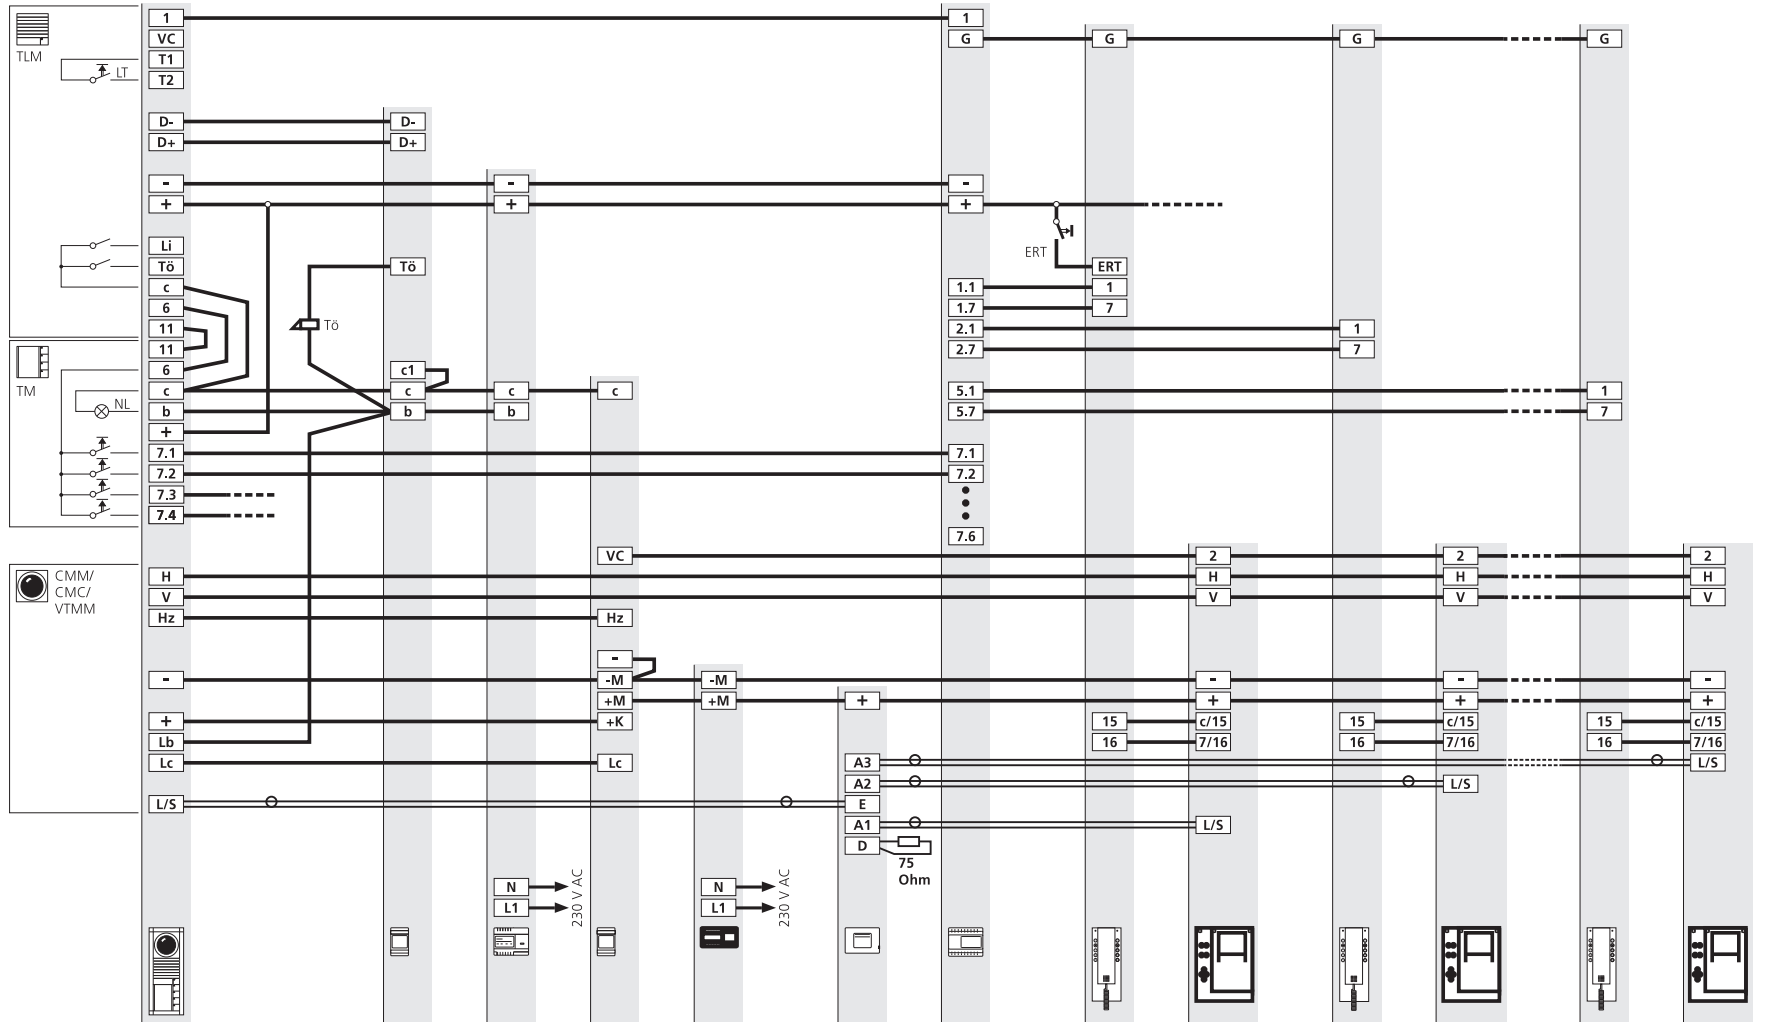 1 1
VC G G G G
TLM LT T1
T2
D- D-
D+ D+
- - -
+ + +
ERT
Li
Tö Tö ERT
c 1.1 1
6 1.7 7
11 Tö 2.1 1
11 2.7 7
TM 6 c1
c c c c 5.1 1
NL b b b 5.7 7
+
7.1 7.1
7.2 7.2
7.3
7.4
7.6
VC 2 2 2
CMM/ H H H H
CMC/ V V V V
VTMM Hz Hz
-
- -M -M - - -
+M +M + + + +
+ +K 15 c/15 15 c/15 15 c/15
Lb 16 7/16 16 7/16 16 7/16
Lc Lc A3 L/S
A2 L/S
L/S E
A1 L/S
D
75
Ohm
N 230 V AC N 230 V AC
L1 L1